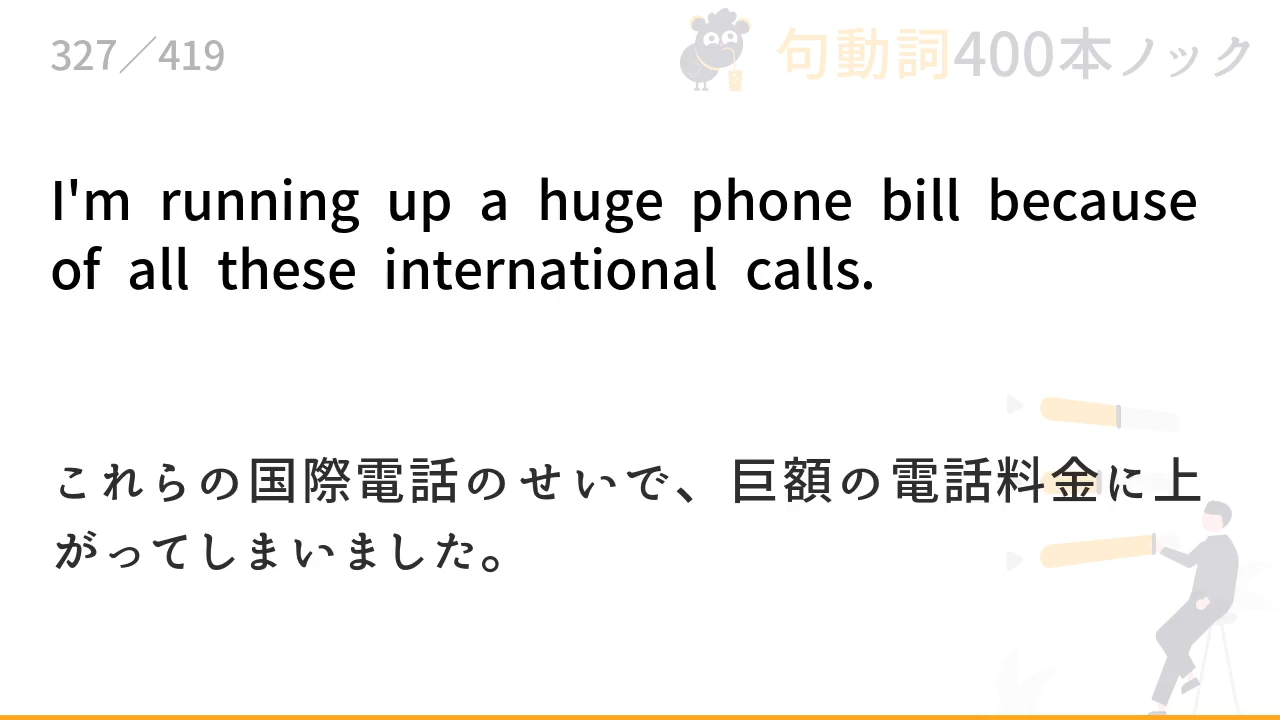 327／419
句動詞400本ノック
I'm running up a huge phone bill because
of all these international calls.
これらの国際電話のせいで、巨額の電話料金に上
がってしまいました。